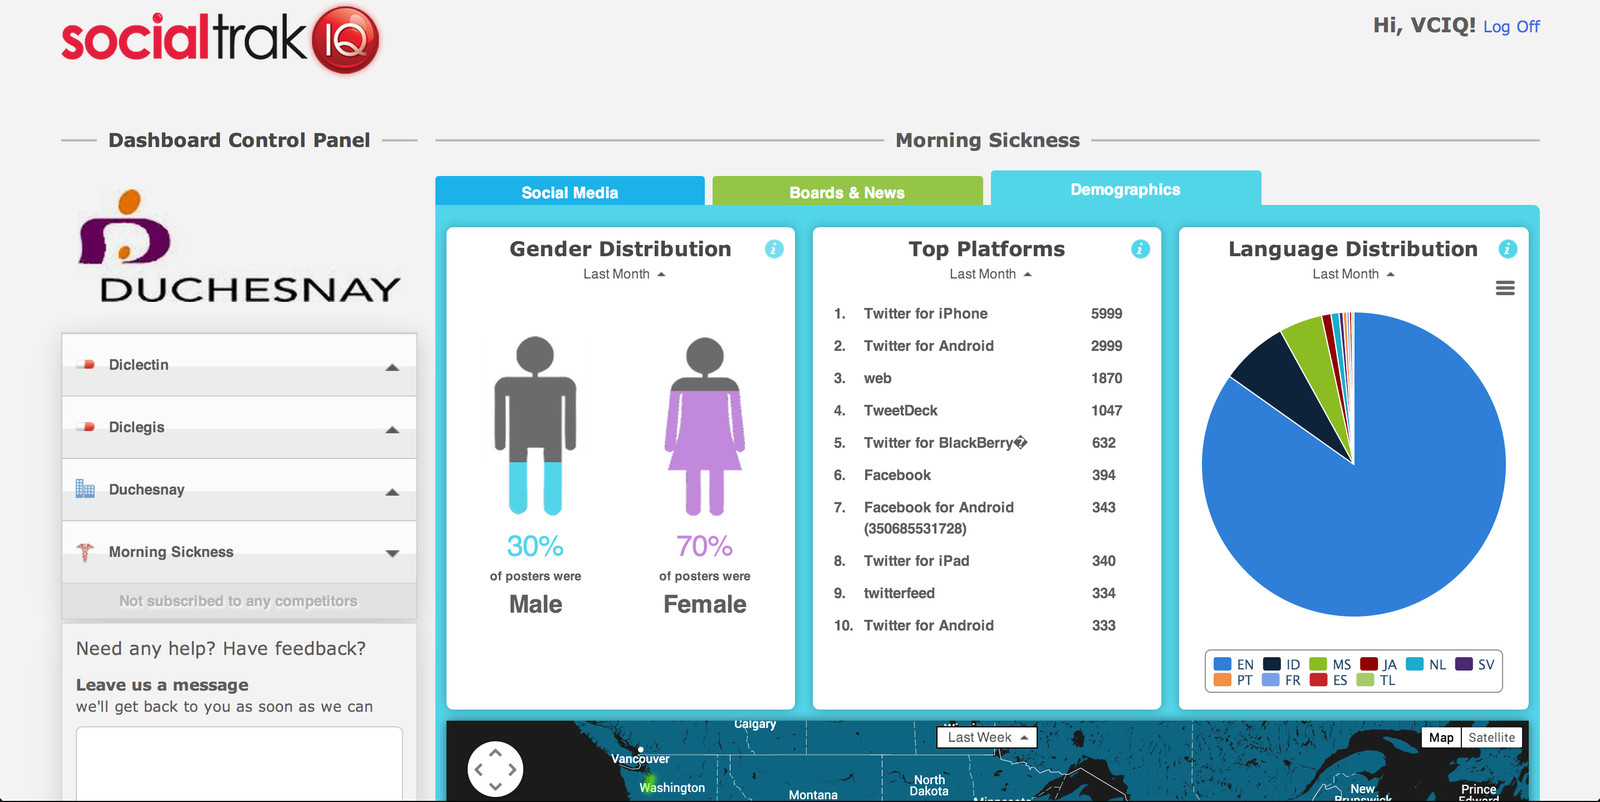 socialtrak IQ
Hi, VCIQ! Log Off
Dashboard Control Panel
DUCHESNAY
Diclectin
Diclegis
Duchesnay
Morning Sickness
Not subscribed to any competitors
Need any help? Have feedback?
Leave us a message
we'll get back to you as soon as we can
Morning Sickness
Social Media
Boards & News
Demographics
Gender Distribution
i
Last Month
30%
of posters were
Male
70%
of posters were
Female
Top Platforms
i
Last Month
1. Twitter for iPhone 5999
2. Twitter for Android 2999
3. web 1870
4. TweetDeck 1047
5. Twitter for BlackBerry� 632
6. Facebook 394
7. Facebook for Android 343
(350685531728)
8. Twitter for iPad 340
9. twitterfeed 334
10. Twitter for Android 333
Language Distribution
i
Last Month
EN ID MS JA NL SV
PT FR ES TL
Calgary
Last Week
Map Satellite
Vancouver
Washington
Montana
North
Dakota
New
Brunswick
Prince
Edward